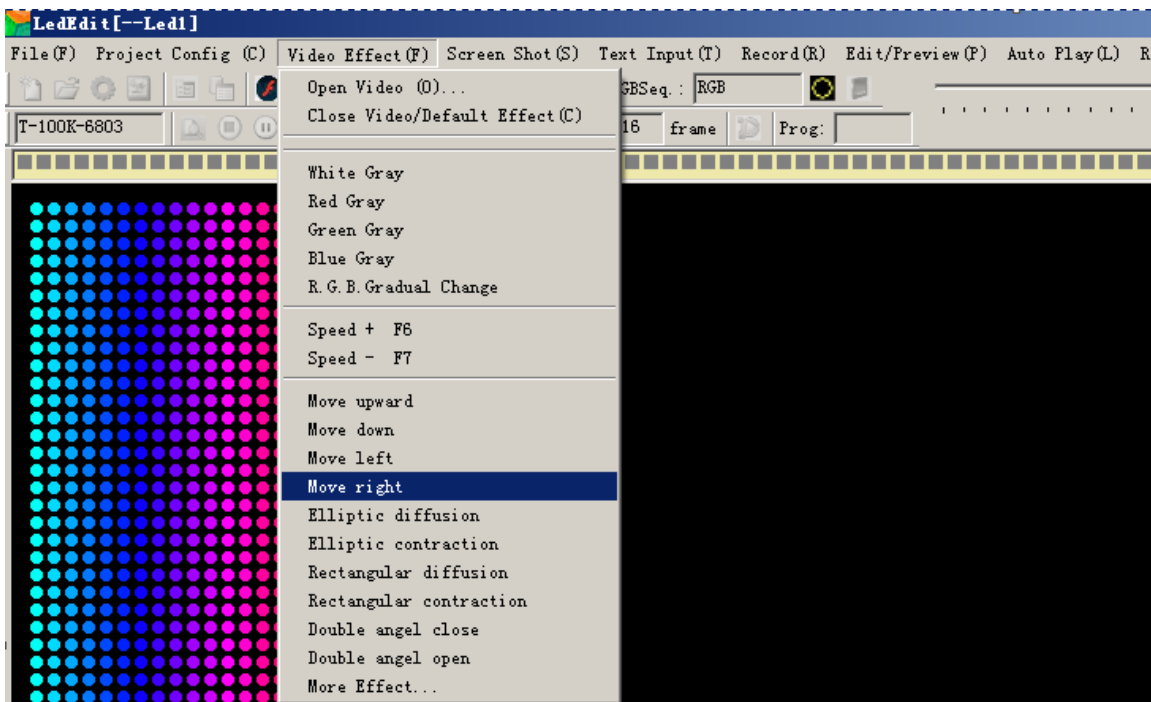 LedEdit[--Led1]
File(F) Project Config (C) Video Effect(F) Screen Shot(S) Text Input(T) Record(R) Edit/Preview(P) Auto Play(L) R
GBSeq.: RGB
T-100K-6803 16 frame Prog:
Open Video (O)...
Close Video/Default Effect(C)
White Gray
Red Gray
Green Gray
Blue Gray
R.G.B.Gradual Change
Speed + F6
Speed - F7
Move upward
Move down
Move left
Move right
Elliptic diffusion
Elliptic contraction
Rectangular diffusion
Rectangular contraction
Double angel close
Double angel open
More Effect...